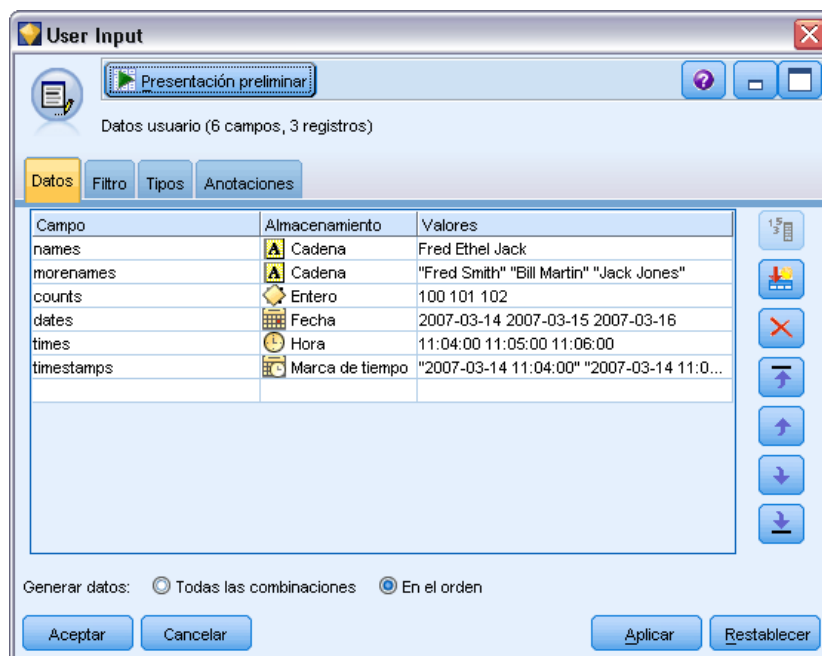 User Input
Presentación preliminar
Datos usuario (6 campos, 3 registros)
Datos Filtro Tipos Anotaciones
Campo Almacenamiento Valores
names Cadena Fred Ethel Jack
morenames Cadena "Fred Smith" "Bill Martin" "Jack Jones"
counts Entero 100 101 102
dates Fecha 2007-03-14 2007-03-15 2007-03-16
times Hora 11:04:00 11:05:00 11:06:00
timestamps Marca de tiempo "2007-03-14 11:04:00" "2007-03-14 11:0...
Generar datos: Todas las combinaciones En el orden
Aceptar Cancelar Aplicar Restablecer